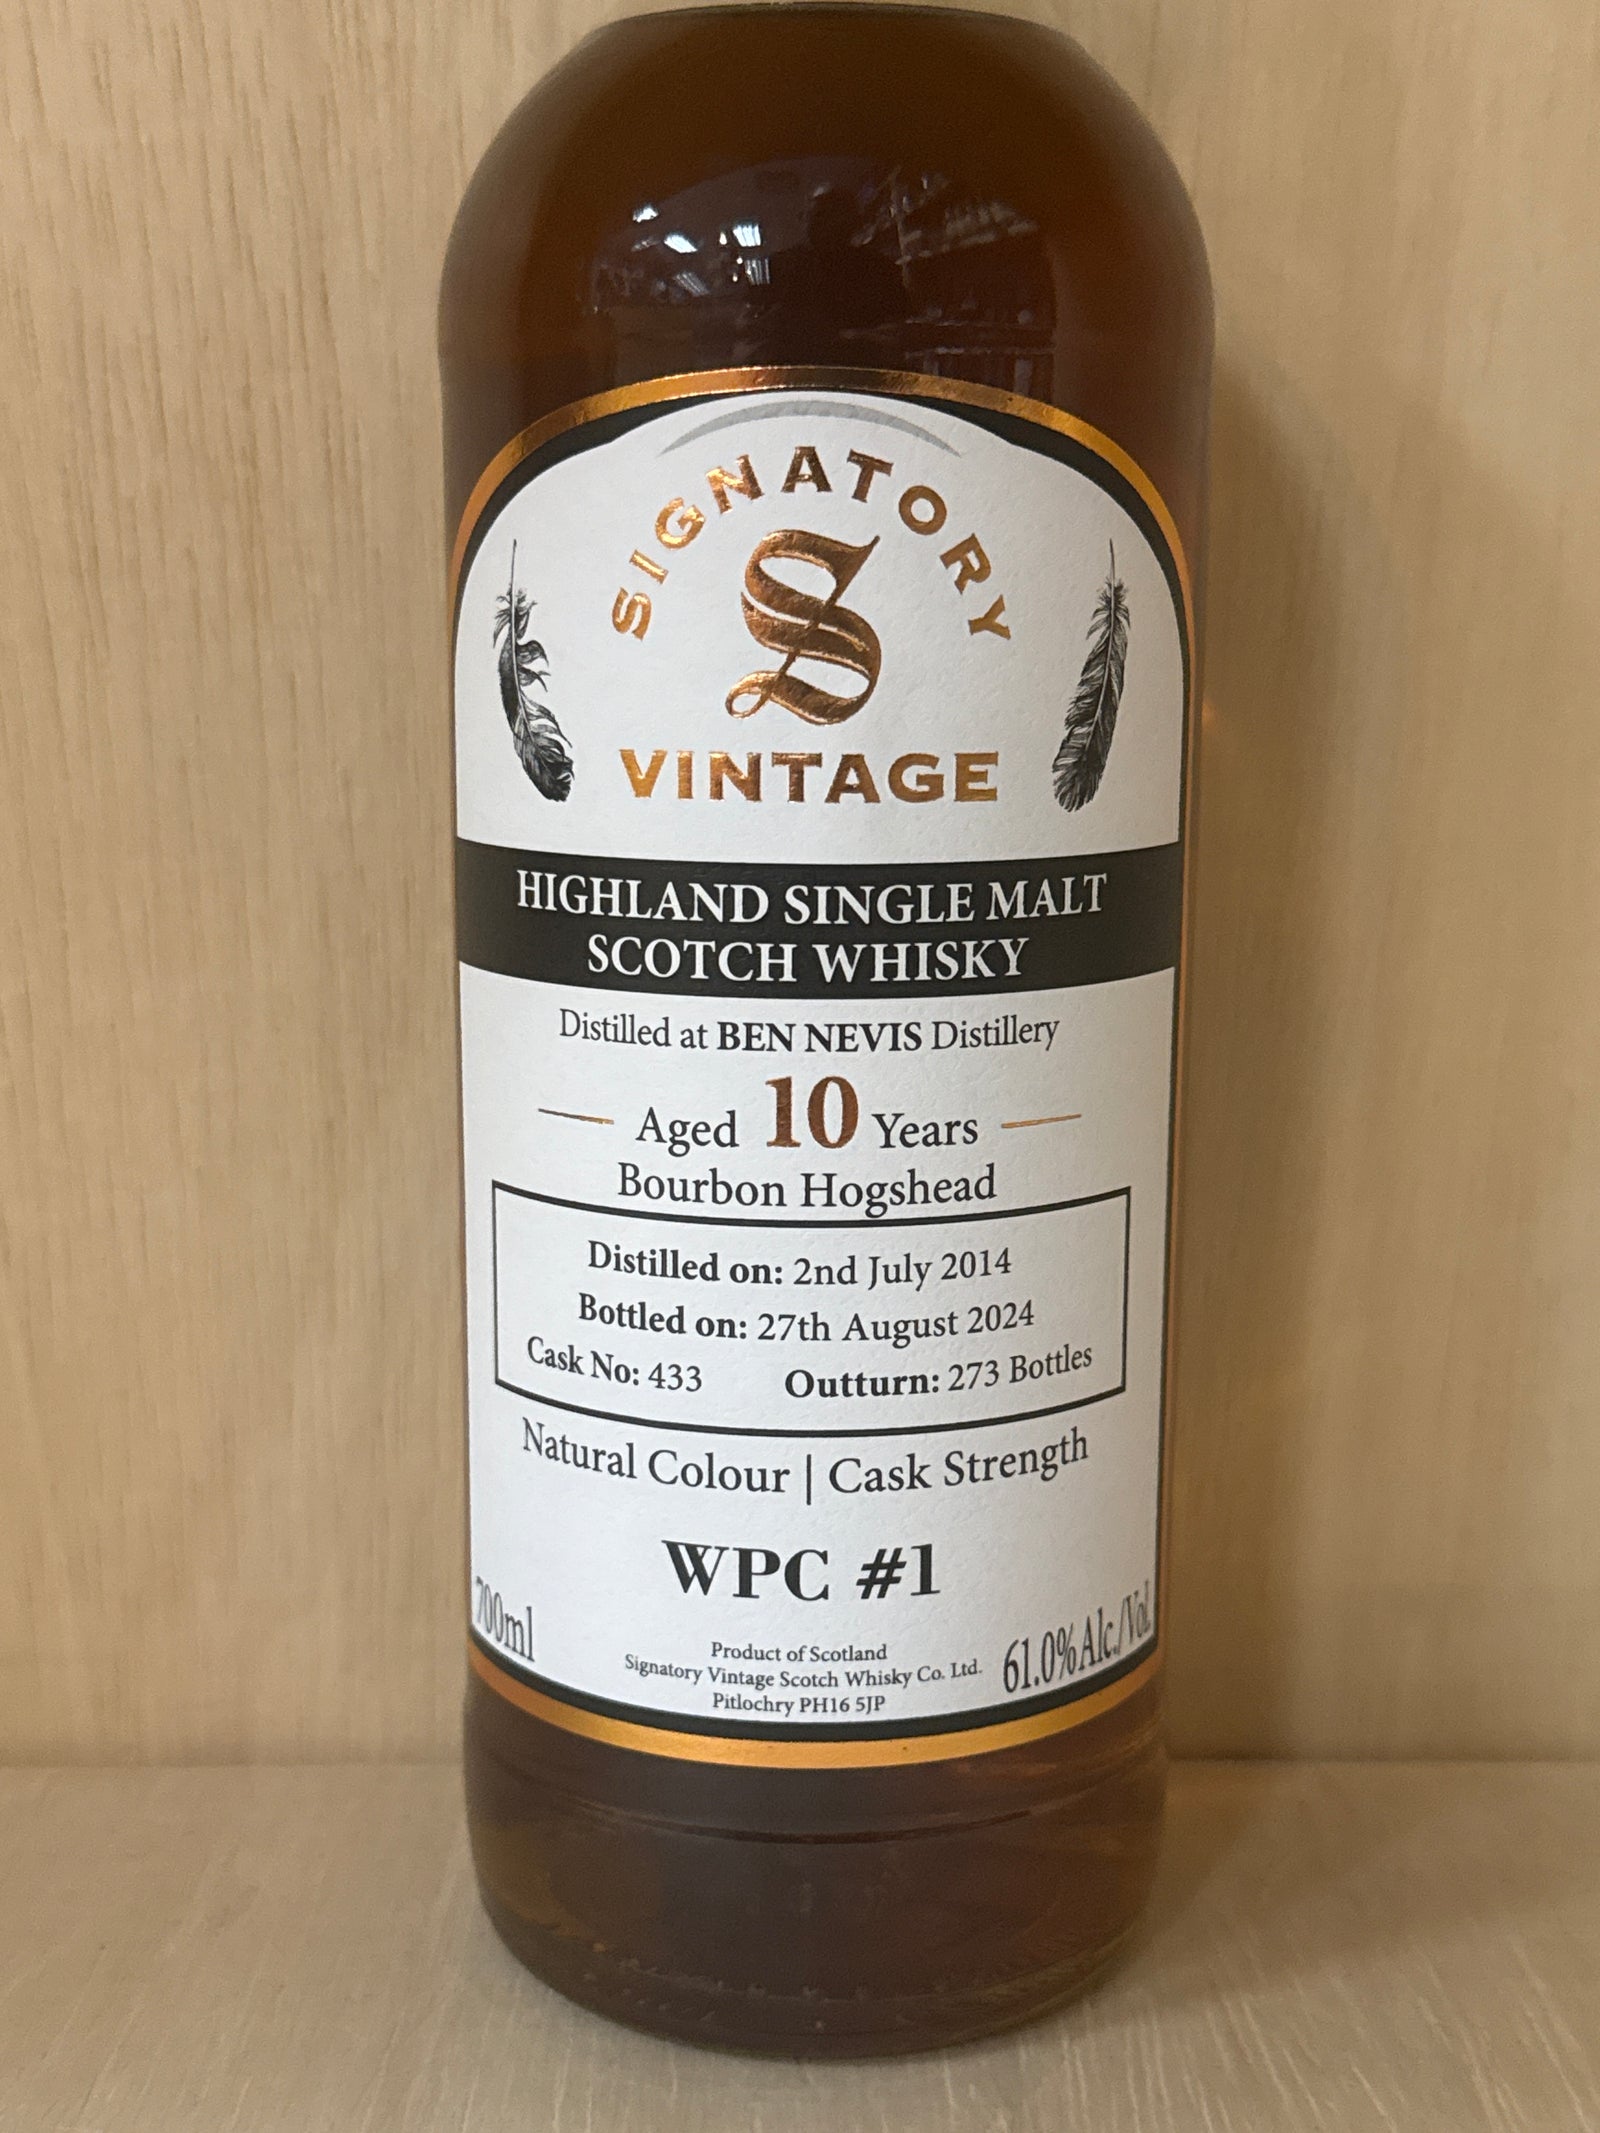 SIGNATORY
S
VINTAGE
HIGHLAND SINGLE MALT
SCOTCH WHISKY
Distilled at BEN NEVIS Distillery
Aged 10 Years
Bourbon Hogshead
Distilled on: 2nd July 2014
Bottled on: 27th August 2024
Cask No: 433 Outturn: 273 Bottles
Natural Colour | Cask Strength
WPC #1
700ml
Product of Scotland
Signatory Vintage Scotch Whisky Co. Ltd.
Pitlochry PH16 5JP
61.0%Alc./Vol.